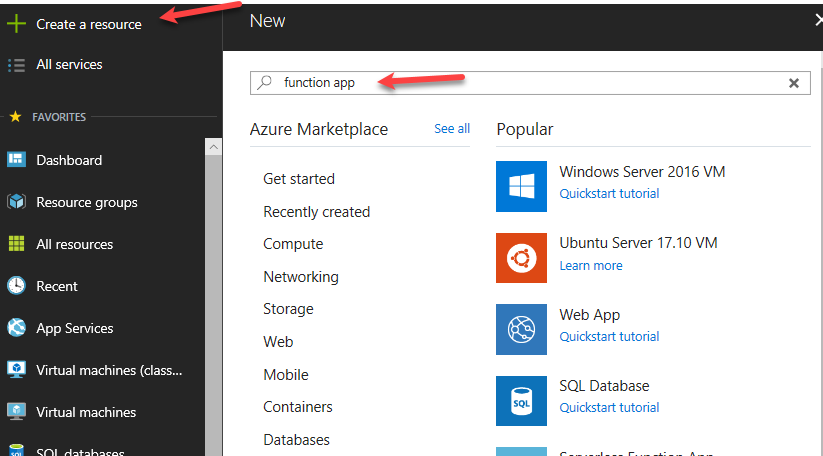 Create a resource
All services
FAVORITES
Dashboard
Resource groups
All resources
Recent
App Services
Virtual machines (class...
Virtual machines
SQL databases
New
function app
Azure Marketplace
See all
Get started
Recently created
Compute
Networking
Storage
Web
Mobile
Containers
Databases
Popular
Windows Server 2016 VM
Quickstart tutorial
Ubuntu Server 17.10 VM
Learn more
Web App
Quickstart tutorial
SQL
SQL Database
Quickstart tutorial
Serverless Function App